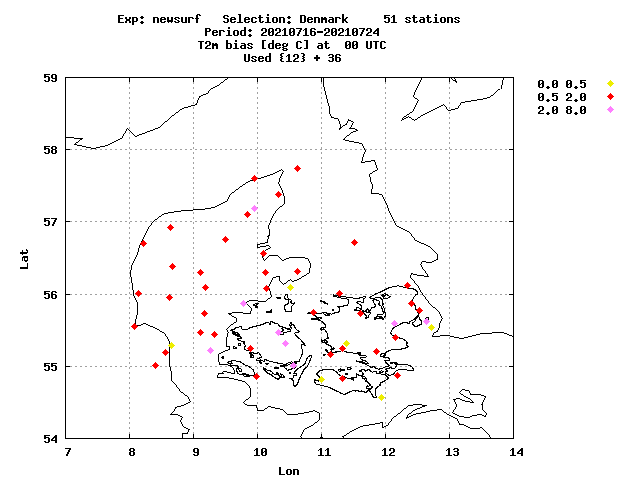 Exp: newsurf Selection: Denmark 51 stations
Period: 20210716-20210724
T2m bias [deg C] at 00 UTC
Used {12} + 36
0.0 0.5
0.5 2.0
2.0 8.0
59
58
57
56
55
54
Lat
7 8 9 10 11 12 13 14
Lon